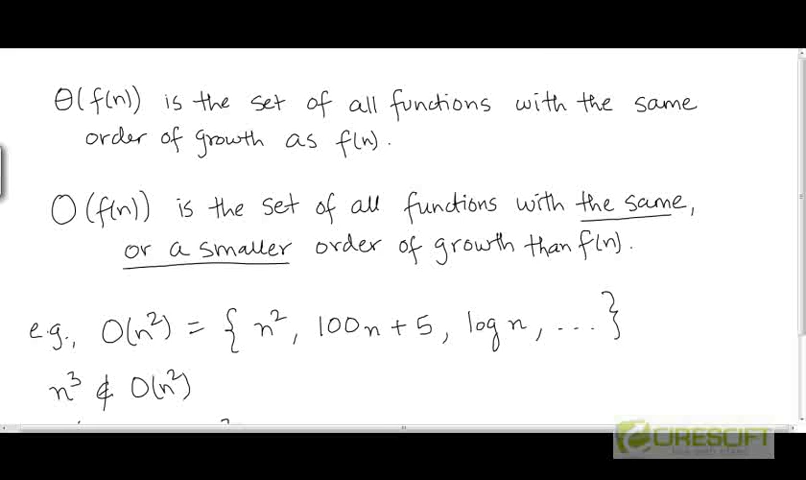 Θ(f(n)) is the set of all functions with the same
order of growth as f(n).
O(f(n)) is the set of all functions with the same,
or a smaller order of growth than f(n).
e.g., O(n²) = { n², 100n + 5, log n, ... }
n³ ∉ O(n²)
CIRESOFT